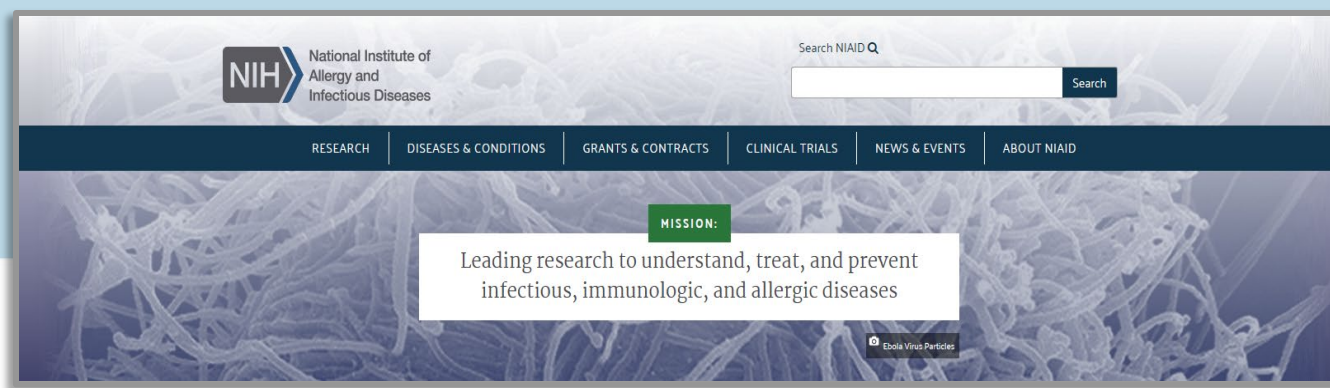 NIH
National Institute of
Allergy and
Infectious Diseases
Search NIAID
Search
RESEARCH
DISEASES & CONDITIONS
GRANTS & CONTRACTS
CLINICAL TRIALS
NEWS & EVENTS
ABOUT NIAID
MISSION:
Leading research to understand, treat, and prevent
infectious, immunologic, and allergic diseases
Ebola Virus Particles